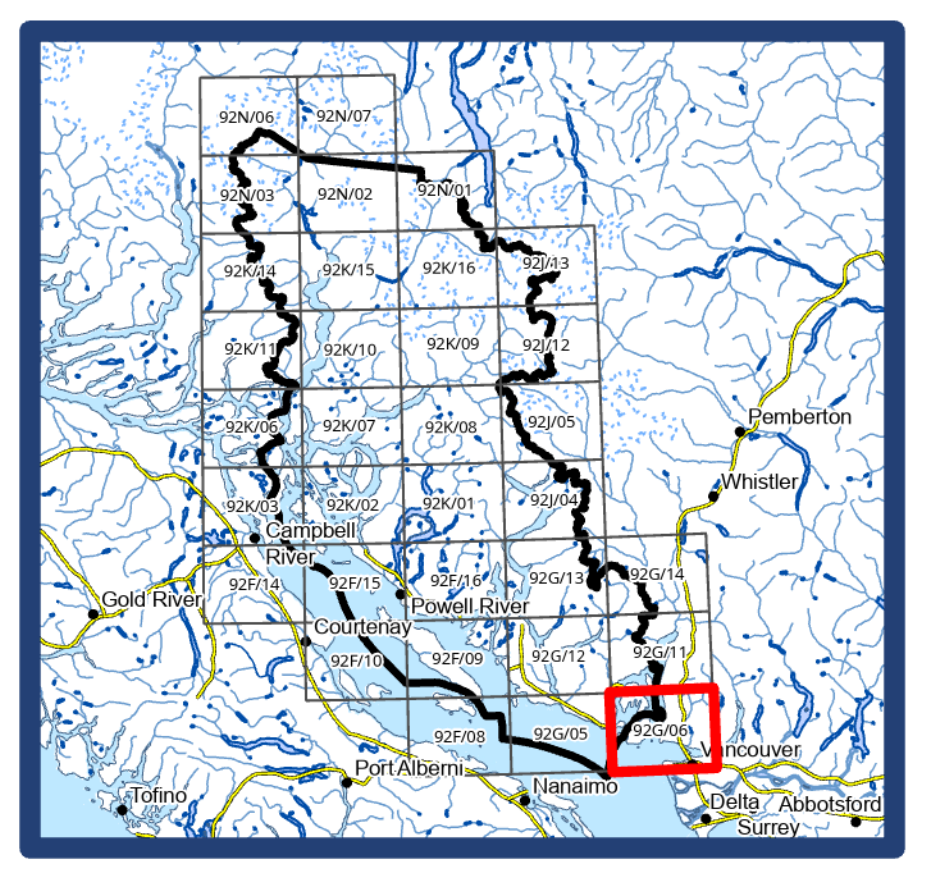 92N/06
92N/07
92N/03
92N/02
92N/01
92K/14
92K/15
92K/16
92J/13
92K/11
92K/10
92K/09
92J/12
92K/06
92K/07
92K/08
92J/05
Pemberton
Whistler
92K/03
92K/02
92K/01
92J/04
Campbell
River
92F/14
92F/15
92F/16
92G/13
92G/14
Gold River
Powell River
Courtenay
92F/10
92F/09
92G/12
92G/11
92F/08
92G/05
92G/06
Vancouver
Port Alberni
Nanaimo
Tofino
Delta
Abbotsford
Surrey